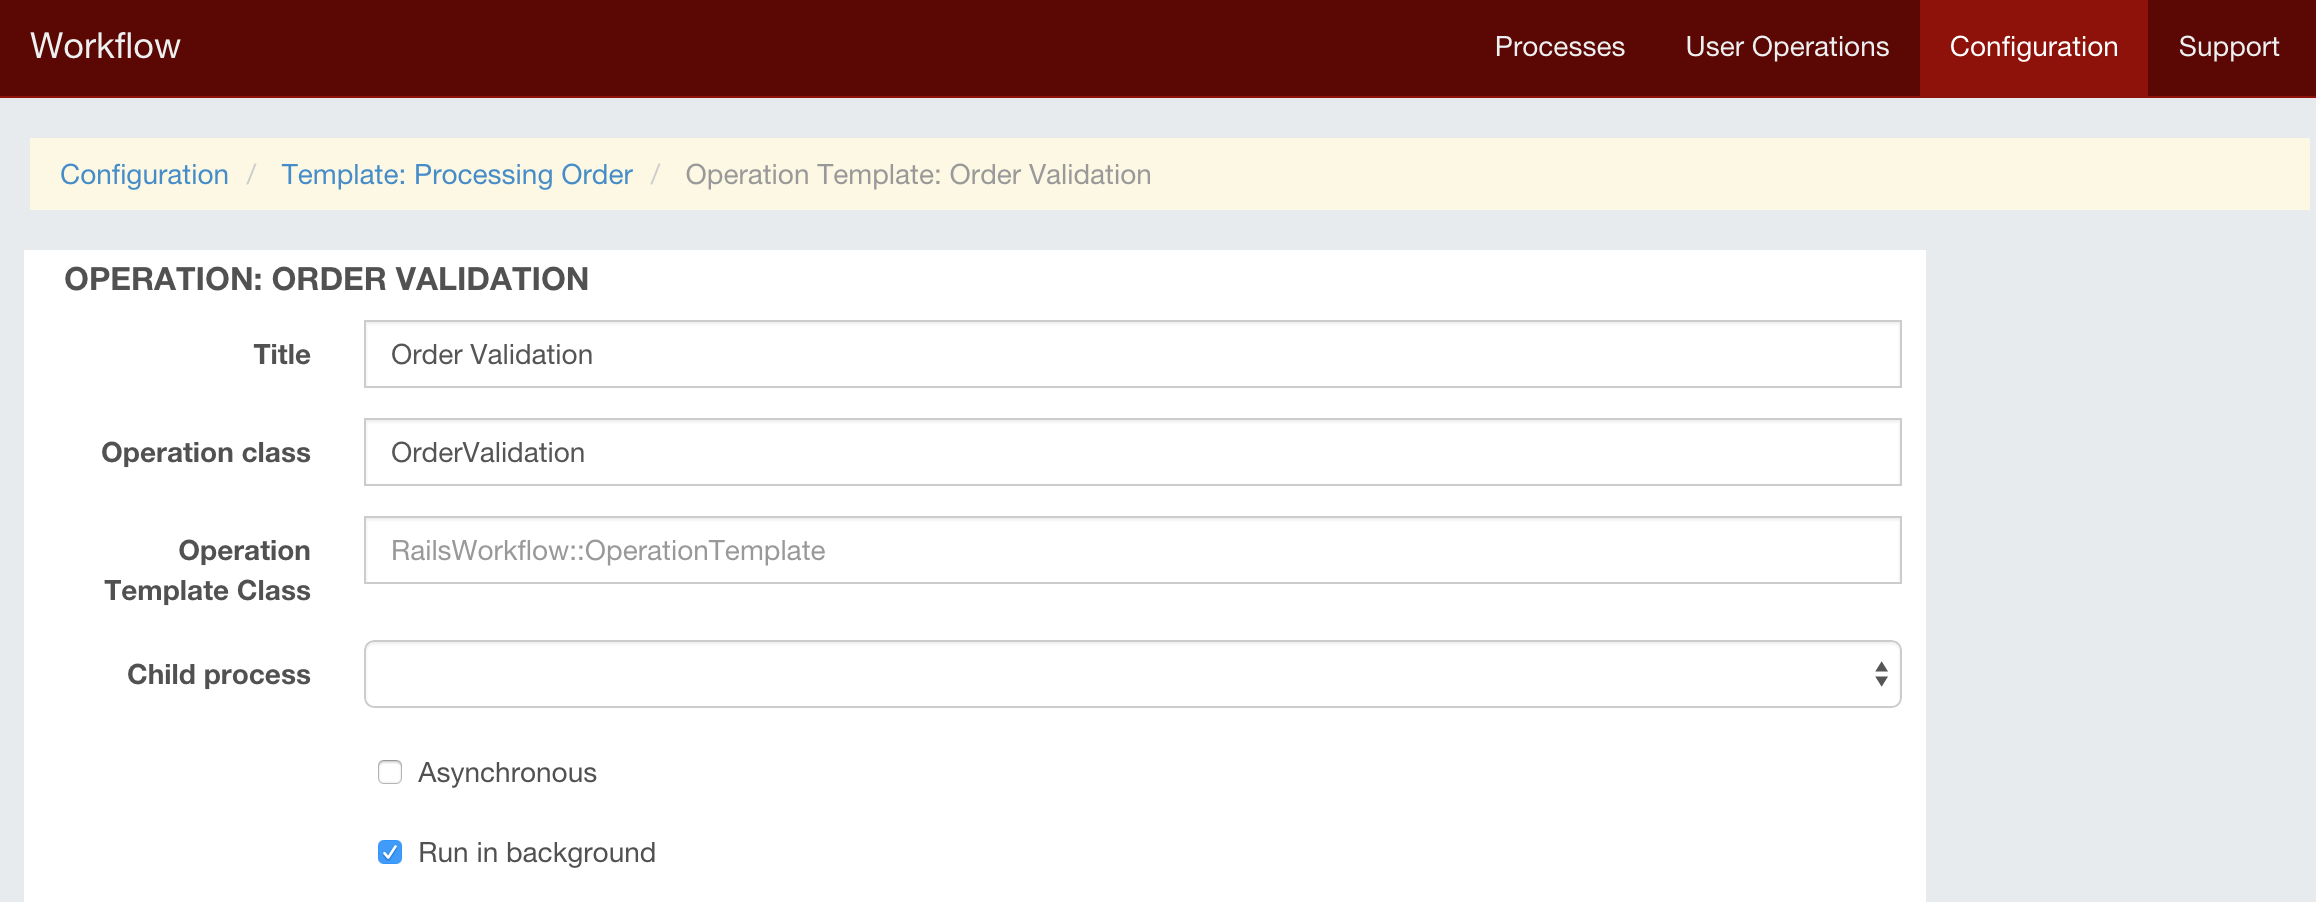 Workflow Processes User Operations Configuration Support
Configuration / Template: Processing Order / Operation Template: Order Validation
OPERATION: ORDER VALIDATION
Title Order Validation
Operation class OrderValidation
Operation RailsWorkflow::OperationTemplate
Template Class
Child process
Asynchronous
Run in background